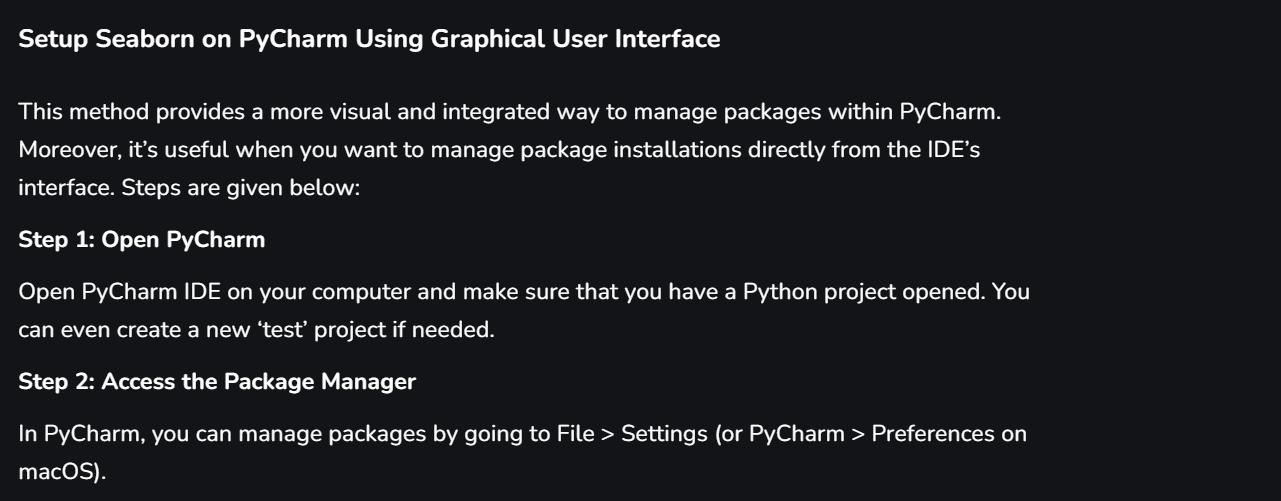 Setup Seaborn on PyCharm Using Graphical User Interface
This method provides a more visual and integrated way to manage packages within PyCharm.
Moreover, it’s useful when you want to manage package installations directly from the IDE’s
interface. Steps are given below:
Step 1: Open PyCharm
Open PyCharm IDE on your computer and make sure that you have a Python project opened. You
can even create a new ‘test’ project if needed.
Step 2: Access the Package Manager
In PyCharm, you can manage packages by going to File > Settings (or PyCharm > Preferences on
macOS).